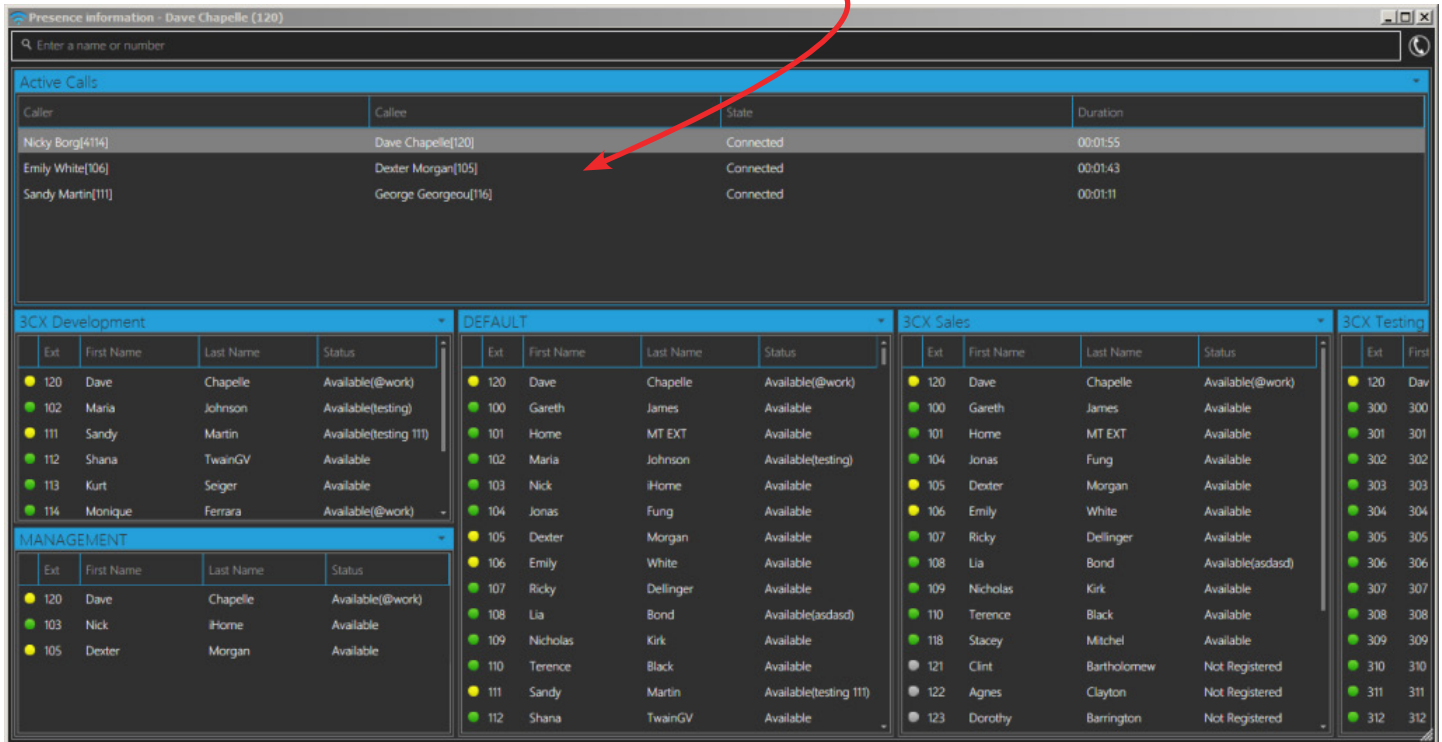 Presence information - Dave Chapelle (120)
Enter a name or number
Active Calls
Caller Callee State Duration
Nicky Borg[4114] Dave Chapelle[120] Connected 00:01:55
Emily White[106] Dexter Morgan[105] Connected 00:01:43
Sandy Martin[111] George Georgeou[116] Connected 00:01:11
3CX Development
Ext First Name Last Name Status
120 Dave Chapelle Available(@work)
102 Maria Johnson Available(testing)
111 Sandy Martin Available(testing 111)
112 Shana TwainGV Available
113 Kurt Seiger Available
114 Monique Ferrara Available(@work)
MANAGEMENT
Ext First Name Last Name Status
120 Dave Chapelle Available(@work)
103 Nick iHome Available
105 Dexter Morgan Available
DEFAULT
Ext First Name Last Name Status
120 Dave Chapelle Available(@work)
100 Gareth James Available
101 Home MT EXT Available
102 Maria Johnson Available(testing)
103 Nick iHome Available
104 Jonas Fung Available
105 Dexter Morgan Available
106 Emily White Available
107 Ricky Dellinger Available
108 Lia Bond Available(asdasd)
109 Nicholas Kirk Available
110 Terence Black Available
111 Sandy Martin Available(testing 111)
112 Shana TwainGV Available
3CX Sales
Ext First Name Last Name Status
120 Dave Chapelle Available(@work)
100 Gareth James Available
101 Home MT EXT Available
104 Jonas Fung Available
105 Dexter Morgan Available
106 Emily White Available
107 Ricky Dellinger Available
108 Lia Bond Available(asdasd)
109 Nicholas Kirk Available
110 Terence Black Available
118 Stacey Mitchel Available
121 Clint Bartholomew Not Registered
122 Agnes Clayton Not Registered
123 Dorothy Barrington Not Registered
3CX Testing
Ext First
120 Dav
300 300
301 301
302 302
303 303
304 304
305 305
306 306
307 307
308 308
309 309
310 310
311 311
312 312